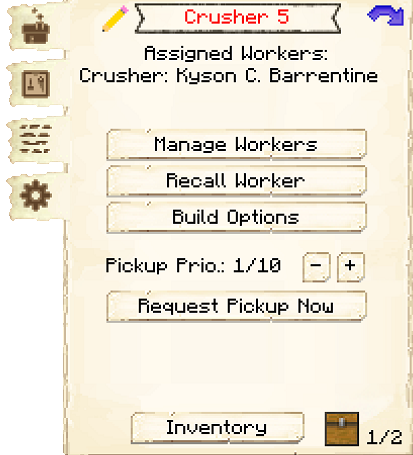 Crusher 5
Assigned Workers:
Crusher: Kyson C. Barrentine
Manage Workers
Recall Worker
Build Options
Pickup Prio.: 1/10 - +
Request Pickup Now
Inventory
1/2